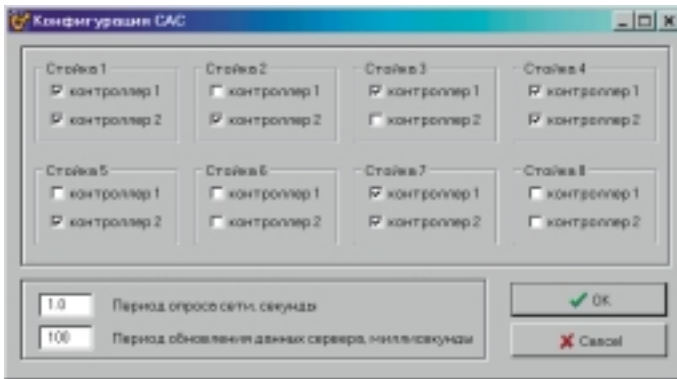 Конфигурация САС
Стойка 1 Стойка 2 Стойка 3 Стойка 4
контроллер 1 контроллер 1 контроллер 1 контроллер 1
контроллер 2 контроллер 2 контроллер 2 контроллер 2
Стойка 5 Стойка 6 Стойка 7 Стойка 8
контроллер 1 контроллер 1 контроллер 1 контроллер 1
контроллер 2 контроллер 2 контроллер 2 контроллер 2
1.0 Период опроса сети, секунды
OK
100 Период обновления данных сервера, миллисекунды
Cancel